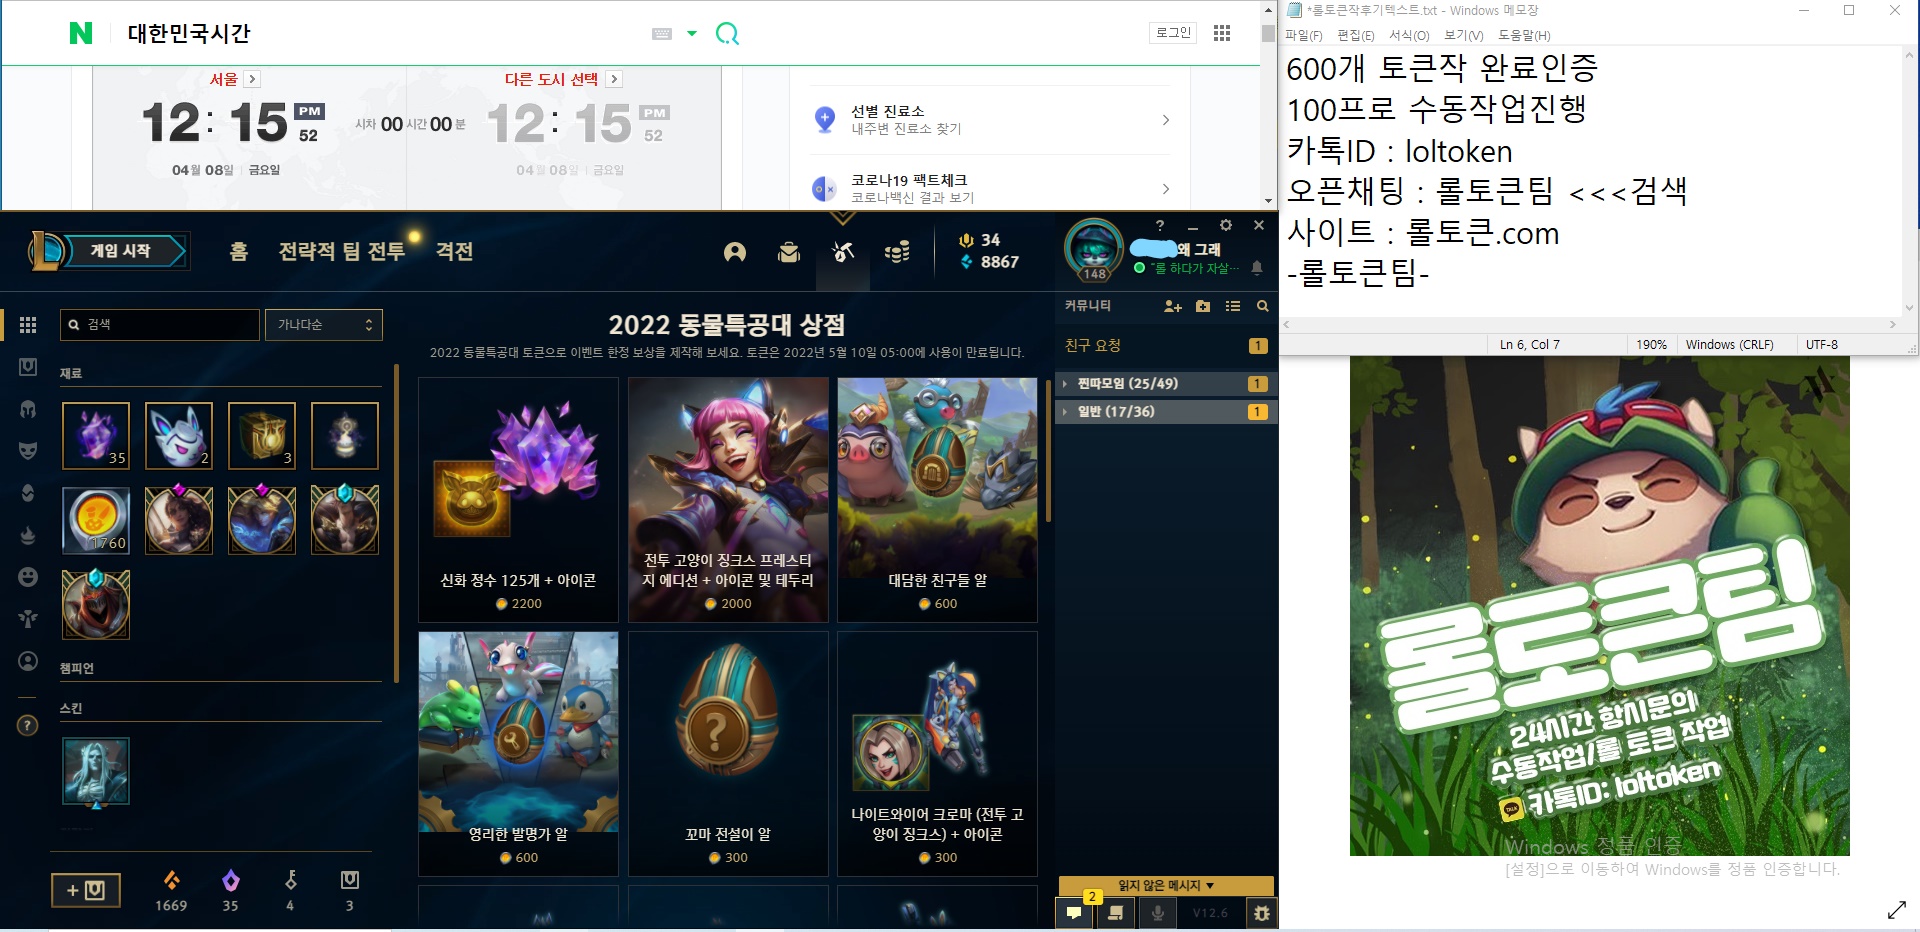 N 대한민국시간
로그인
서울
다른 도시 선택
12:15 PM 52
시차 00 시간 00 분
12:15 PM 52
04월 08일 | 금요일
04월 08일 | 금요일
선별 진료소
내주변 진료소 찾기
코로나19 팩트체크
코로나백신 결과 보기
*롤토큰작후기텍스트.txt - Windows 메모장
파일(F) 편집(E) 서식(O) 보기(V) 도움말(H)
600개 토큰작 완료인증
100프로 수동작업진행
카톡ID : loltoken
오픈채팅 : 롤토큰팀 <<<검색
사이트 : 롤토큰.com
-롤토큰팀-
Ln 6, Col 7
190%
Windows (CRLF)
UTF-8
게임 시작
홈
전략적 팀 전투
격전
34
8867
148
왜 그래
"롤 하다가 자살…
검색
가나다순
재료
35
2
3
1760
챔피언
스킨
1669
35
4
3
2022 동물특공대 상점
2022 동물특공대 토큰으로 이벤트 한정 보상을 제작해 보세요. 토큰은 2022년 5월 10일 05:00에 사용이 만료됩니다.
신화 정수 125개 + 아이콘
2200
전투 고양이 징크스 프레스티
지 에디션 + 아이콘 및 테두리
2000
대담한 친구들 알
600
영리한 발명가 알
600
꼬마 전설이 알
300
나이트와이어 크로마 (전투 고
양이 징크스) + 아이콘
300
커뮤니티
친구 요청
1
찐따모임 (25/49)
1
일반 (17/36)
1
읽지 않은 메시지
2
V12.6
롤토큰팀
24시간 항시문의
수동작업/롤 토큰 작업
TALK 카톡ID: loltoken
Windows 정품 인증
[설정]으로 이동하여 Windows를 정품 인증합니다.